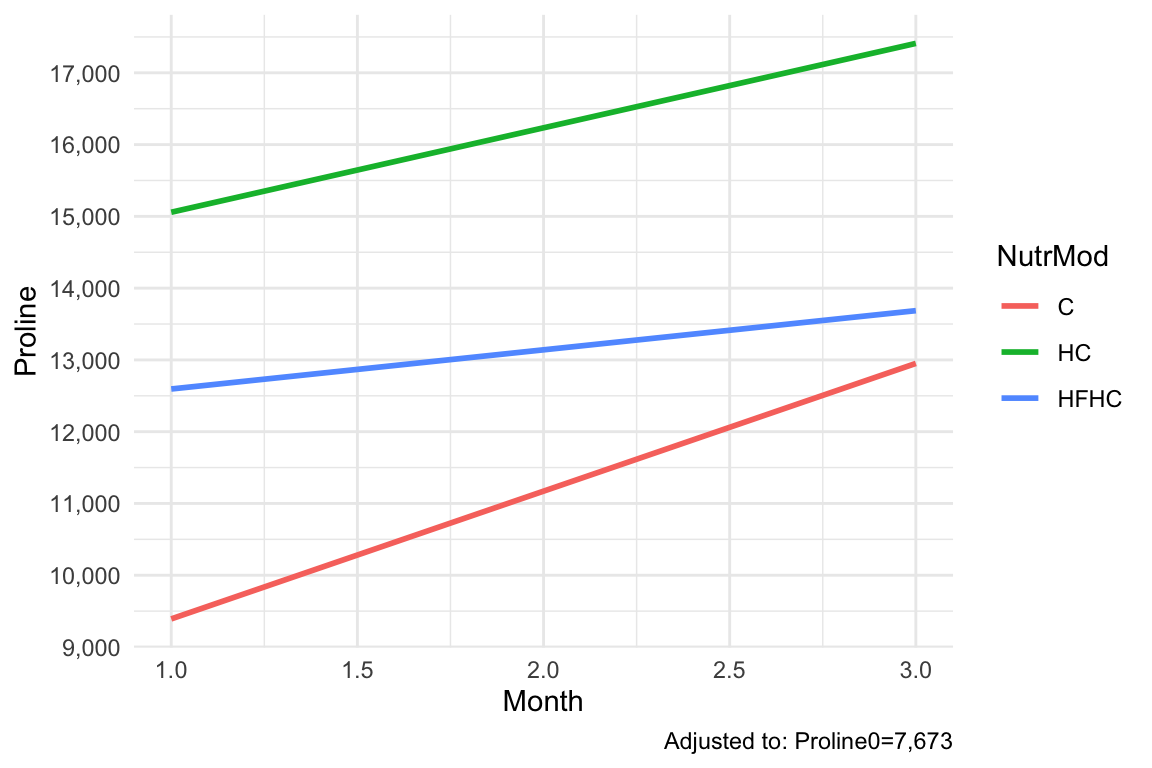 17,000
16,000
15,000
14,000
13,000
12,000
11,000
10,000
9,000
Proline
1.0 1.5 2.0 2.5 3.0
Month
NutrMod
C
HC
HFHC
Adjusted to: Proline0=7,673